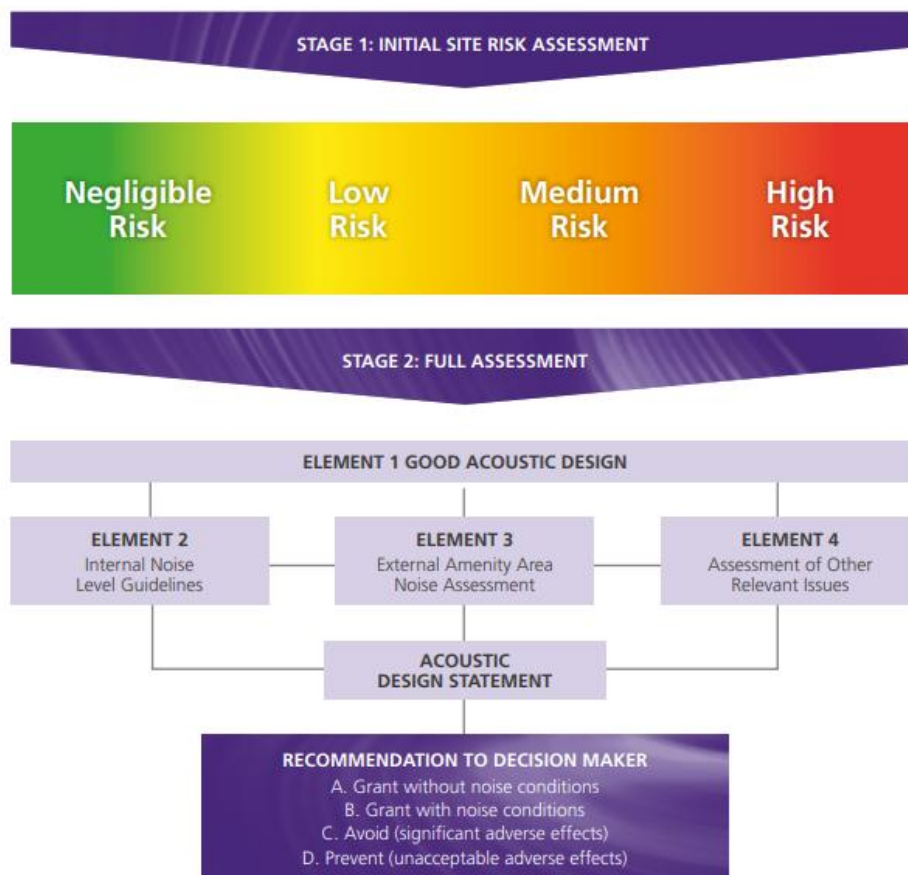 STAGE 1: INITIAL SITE RISK ASSESSMENT
Negligible
Risk
Low
Risk
Medium
Risk
High
Risk
STAGE 2: FULL ASSESSMENT
ELEMENT 1 GOOD ACOUSTIC DESIGN
ELEMENT 2
Internal Noise
Level Guidelines
ELEMENT 3
External Amenity Area
Noise Assessment
ELEMENT 4
Assessment of Other
Relevant Issues
ACOUSTIC
DESIGN STATEMENT
RECOMMENDATION TO DECISION MAKER
A. Grant without noise conditions
B. Grant with noise conditions
C. Avoid (significant adverse effects)
D. Prevent (unacceptable adverse effects)